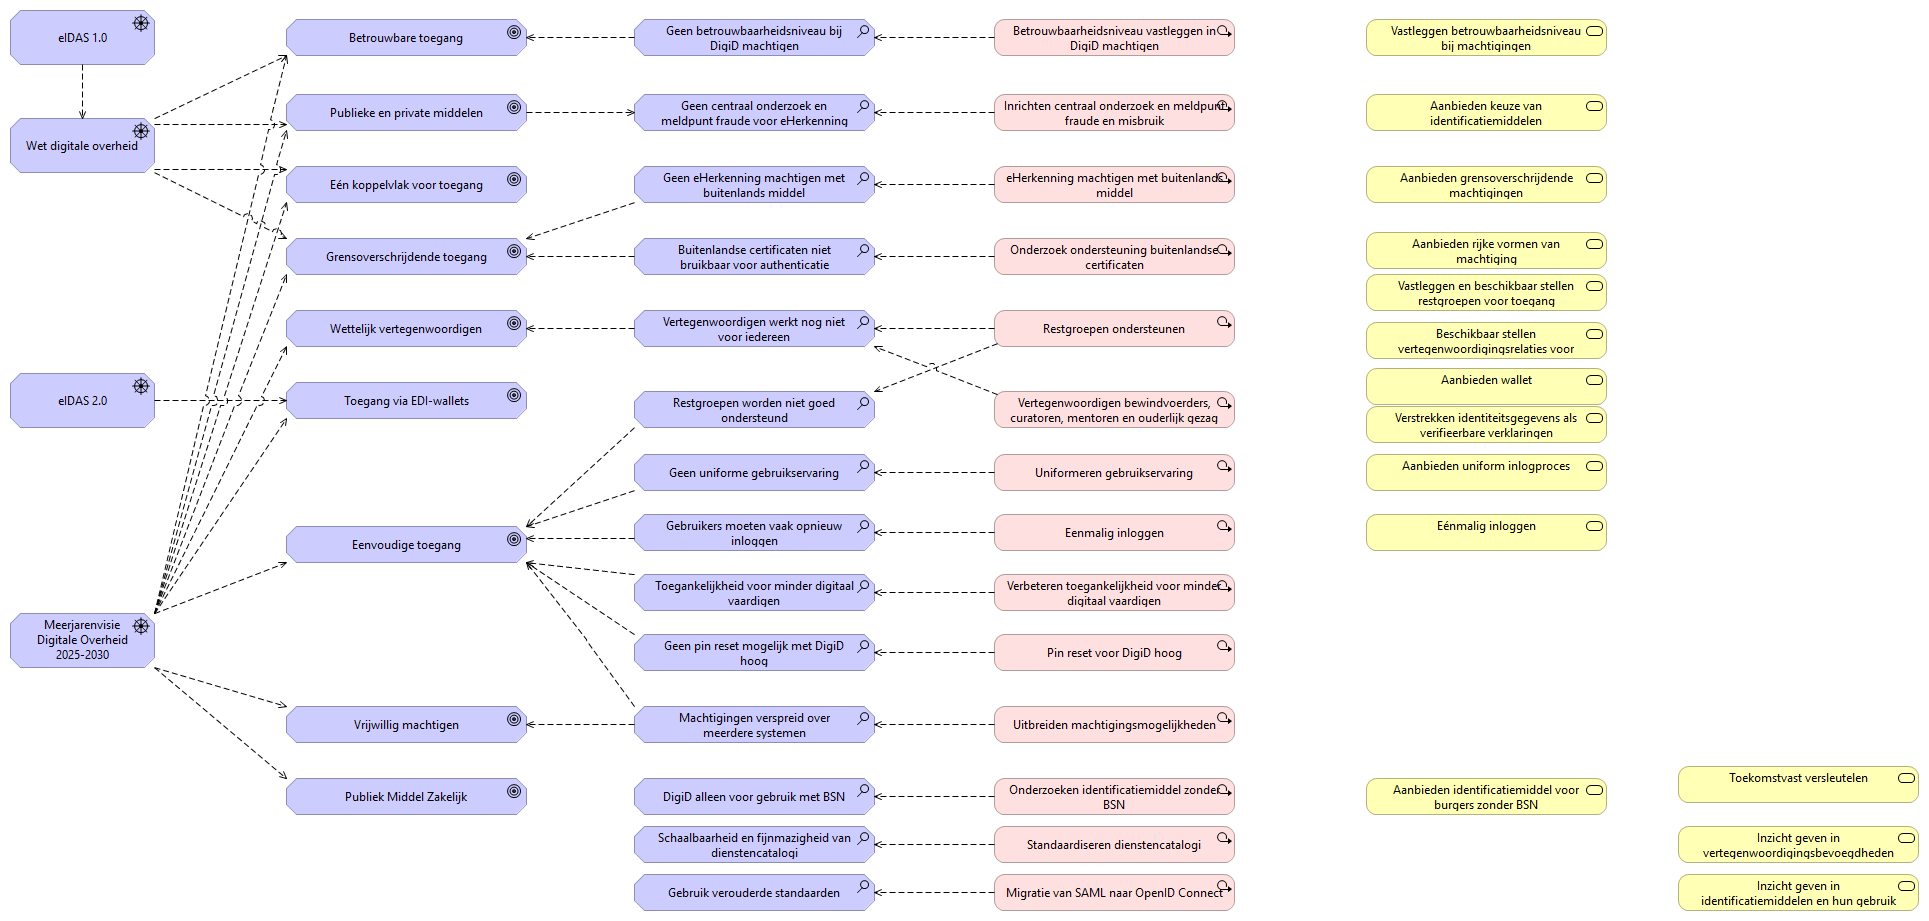 eIDAS 1.0
Wet digitale overheid
eIDAS 2.0
Meerjarenvisie
Digitale Overheid
2025-2030
Betrouwbare toegang
Publieke en private middelen
Eén koppelvlak voor toegang
Grensoverschrijdende toegang
Wettelijk vertegenwoordigen
Toegang via EDI-wallets
Eenvoudige toegang
Vrijwillig machtigen
Publiek Middel Zakelijk
Geen betrouwbaarheidsniveau bij
DigiD machtigen
Geen centraal onderzoek en
meldpunt fraude voor eHerkenning
Geen eHerkenning machtigen met
buitenlands middel
Buitenlandse certificaten niet
bruikbaar voor authenticatie
Vertegenwoordigen werkt nog niet
voor iedereen
Restgroepen worden niet goed
ondersteund
Geen uniforme gebruikservaring
Gebruikers moeten vaak opnieuw
inloggen
Toegankelijkheid voor minder digitaal
vaardigen
Geen pin reset mogelijk met DigiD
hoog
Machtigingen verspreid over
meerdere systemen
DigiD alleen voor gebruik met BSN
Schaalbaarheid en fijnmazigheid van
dienstencatalogi
Gebruik verouderde standaarden
Betrouwbaarheidsniveau vastleggen in
DigiD machtigen
Inrichten centraal onderzoek en meldpunt
fraude en misbruik
eHerkenning machtigen met buitenlands
middel
Onderzoek ondersteuning buitenlandse
certificaten
Restgroepen ondersteunen
Vertegenwoordigen bewindvoerders,
curatoren, mentoren en ouderlijk gezag
Uniformeren gebruikservaring
Eenmalig inloggen
Verbeteren toegankelijkheid voor minder
digitaal vaardigen
Pin reset voor DigiD hoog
Uitbreiden machtigingsmogelijkheden
Onderzoeken identificatiemiddel zonder
BSN
Standaardiseren dienstencatalogi
Migratie van SAML naar OpenID Connect
Vastleggen betrouwbaarheidsniveau
bij machtigingen
Aanbieden keuze van
identificatiemiddelen
Aanbieden grensoverschrijdende
machtigingen
Aanbieden rijke vormen van
machtiging
Vastleggen en beschikbaar stellen
restgroepen voor toegang
Beschikbaar stellen
vertegenwoordigingsrelaties voor
Aanbieden wallet
Verstrekken identiteitsgegevens als
verifieerbare verklaringen
Aanbieden uniform inlogproces
Eénmalig inloggen
Aanbieden identificatiemiddel voor
burgers zonder BSN
Toekomstvast versleutelen
Inzicht geven in
vertegenwoordigingsbevoegdheden
Inzicht geven in
identificatiemiddelen en hun gebruik